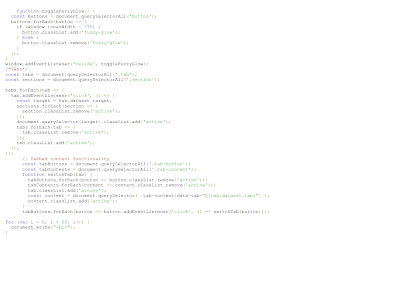 function toggleFuzzyGlow() {
const buttons = document.querySelectorAll('button');
buttons.forEach(button => {
if (window.innerWidth < 770) {
button.classList.add('fuzzy-glow');
} else {
button.classList.remove('fuzzy-glow');
}
});
}
window.addEventListener('resize', toggleFuzzyGlow);
/*Tabs*/
const tabs = document.querySelectorAll('.tab');
const sections = document.querySelectorAll('.section');
tabs.forEach(tab => {
tab.addEventListener('click', () => {
const target = tab.dataset.target;
sections.forEach(section => {
section.classList.remove('active');
});
document.querySelector(target).classList.add('active');
tabs.forEach(tab => {
tab.classList.remove('active');
});
tab.classList.add('active');
});
});
// Tabbed content functionality
const tabButtons = document.querySelectorAll('.tab-button');
const tabContents = document.querySelectorAll('.tab-content');
function switchTab(tab) {
tabButtons.forEach(button => button.classList.remove('active'));
tabContents.forEach(content => content.classList.remove('active'));
tab.classList.add('active');
const content = document.querySelector(`.tab-content[data-tab="${tab.dataset.tab}"]`);
content.classList.add('active');
}
tabButtons.forEach(button => button.addEventListener('click', () => switchTab(button)));
for (var i = 0; i < 50; i++) {
document.write("<br>");
}